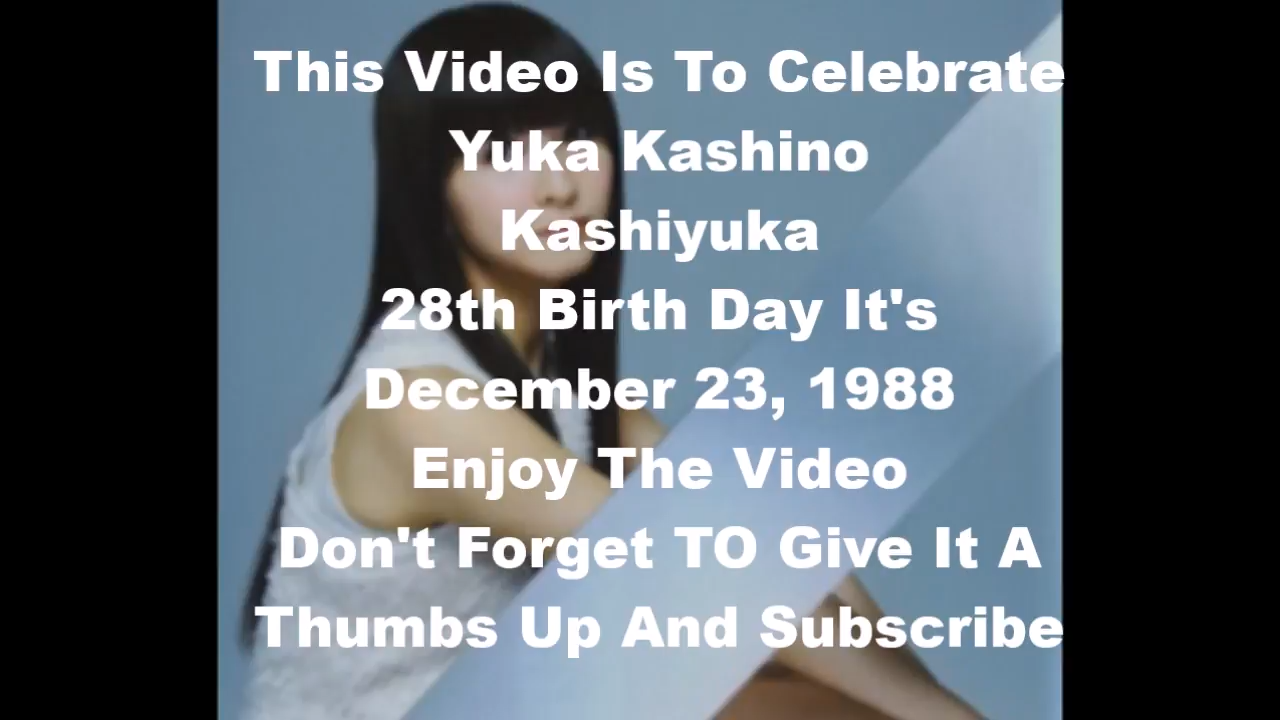 This Video Is To Celebrate
Yuka Kashino
Kashiyuka
28th Birth Day It's
December 23, 1988
Enjoy The Video
Don't Forget TO Give It A
Thumbs Up And Subscribe